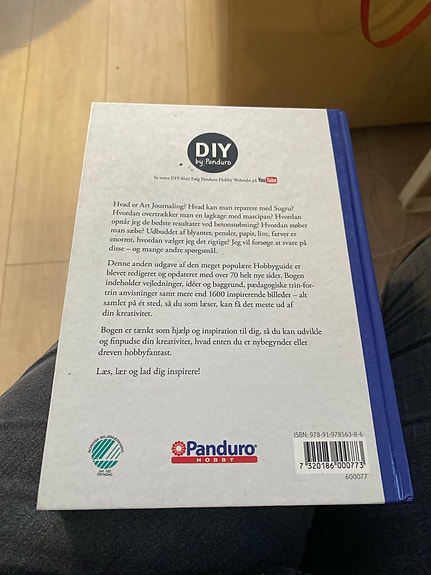 DIY
by Panduro
Se vores DIY-film! Følg Panduro Hobby Website på YouTube
Hvad er Art Journaling? Hvad kan man reparere med Sugru?
Hvordan overtrækker man en lagkage med marcipan? Hvordan
opnår jeg de bedste resultater ved betonstøbning? Hvordan støber
man sæbe? Udbuddet af blyanter, pensler, papir, lim, farver er
enormt, hvordan vælger jeg det rigtige? Jeg vil forsøge at svare på
disse – og mange andre spørgsmål.
Denne anden udgave af den meget populære Hobbyguide er
blevet redigeret og opdateret med over 70 helt nye sider. Bogen
indeholder vejledninger, idéer og baggrund, pædagogiske trin-for-
trin anvisninger samt mere end 1600 inspirerende billeder – alt
samlet på ét sted, så du som læser, kan få det meste ud af
din kreativitet.
Bogen er tænkt som hjælp og inspiration til dig, så du kan udvikle
og finpudse din kreativitet, hvad enten du er nybegynder eller
dreven hobbyfantast.
Læs, lær og lad dig inspirere!
Panduro®
HOBBY
ISBN: 978-91-978563-8-6
7 320186 000773
600077